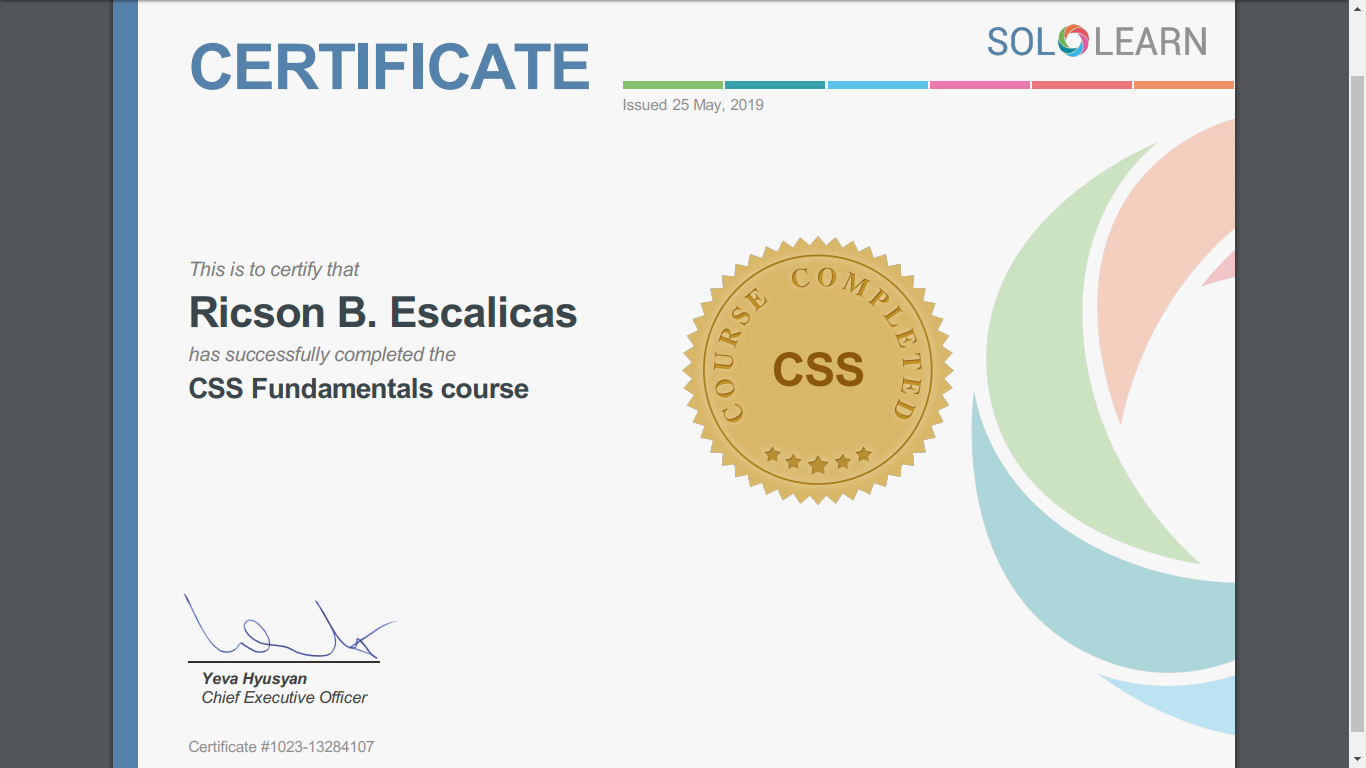 CERTIFICATE
SOLOLEARN
Issued 25 May, 2019
This is to certify that
Ricson B. Escalicas
has successfully completed the
CSS Fundamentals course
COURSE COMPLETED
CSS
Yeva Hyusyan
Chief Executive Officer
Certificate #1023-13284107